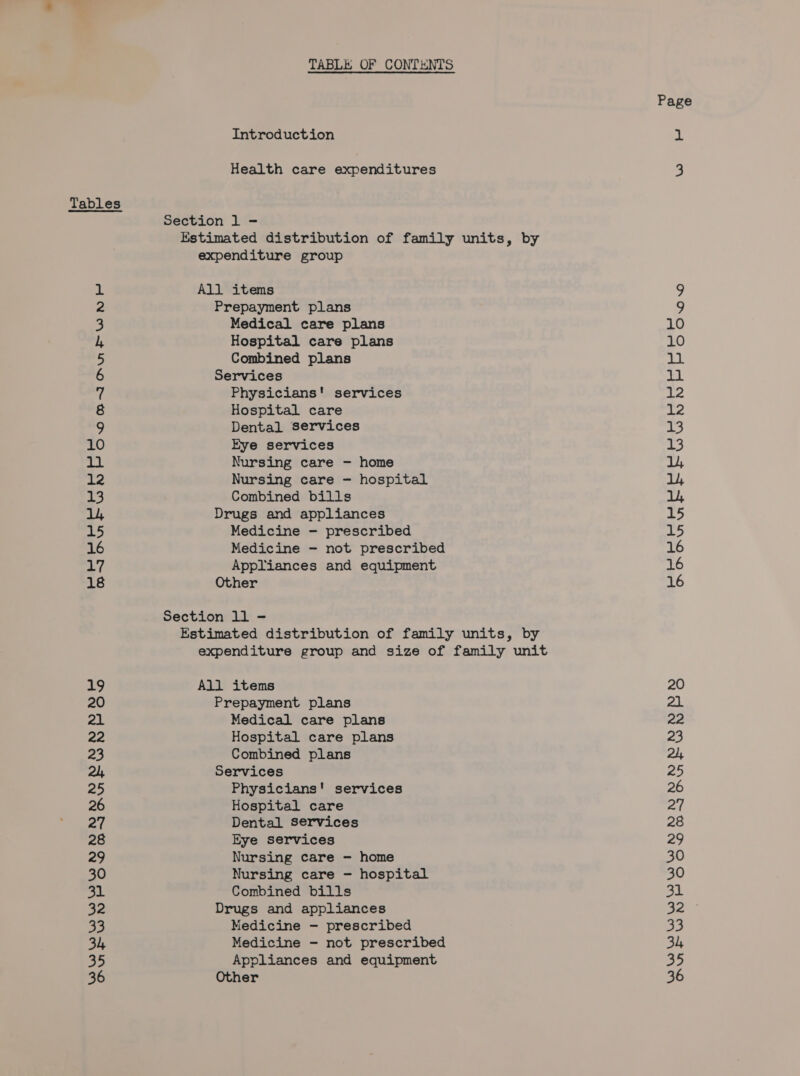 TABLE OF CONTENTS
Page
Introduction 1
Health care expenditures 3
Tables
Section 1 -
Estimated distribution of family units, by
expenditure group
1 All items 9
2 Prepayment plans 9
3 Medical care plans 10
4 Hospital care plans 10
5 Combined plans 11
6 Services 11
7 Physicians' services 12
8 Hospital care 12
9 Dental services 13
10 Eye services 13
11 Nursing care - home 14
12 Nursing care - hospital 14
13 Combined bills 14
14 Drugs and appliances 15
15 Medicine - prescribed 15
16 Medicine - not prescribed 16
17 Appliances and equipment 16
18 Other 16
Section 11 -
Estimated distribution of family units, by
expenditure group and size of family unit
19 All items 20
20 Prepayment plans 21
21 Medical care plans 22
22 Hospital care plans 23
23 Combined plans 24
24 Services 25
25 Physicians' services 26
26 Hospital care 27
27 Dental services 28
28 Eye services 29
29 Nursing care - home 30
30 Nursing care - hospital 30
31 Combined bills 31
32 Drugs and appliances 32
33 Medicine - prescribed 33
34 Medicine - not prescribed 34
35 Appliances and equipment 35
36 Other 36